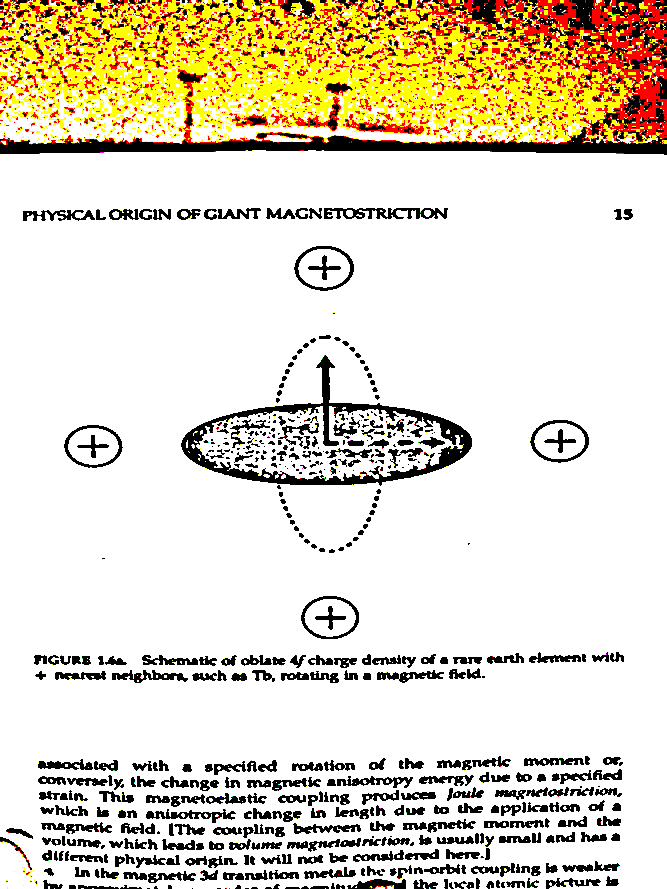 PHYSICAL ORIGIN OF GIANT MAGNETOSTRICTION 15
+
+ +
+
FIGURE 1.6a. Schematic of oblate 4f charge density of a rare earth element with
+ nearest neighbors, such as Tb, rotating in a magnetic field.
associated with a specified rotation of the magnetic moment or,
conversely, the change in magnetic anisotropy energy due to a specified
strain. This magnetoelastic coupling produces Joule magnetostriction,
which is an anisotropic change in length due to the application of a
magnetic field. [The coupling between the magnetic moment and the
volume, which leads to volume magnetostriction, is usually small and has a
different physical origin. It will not be considered here.]
In the magnetic 3d transition metals the spin-orbit coupling is weaker
by orders of the local atomic picture is